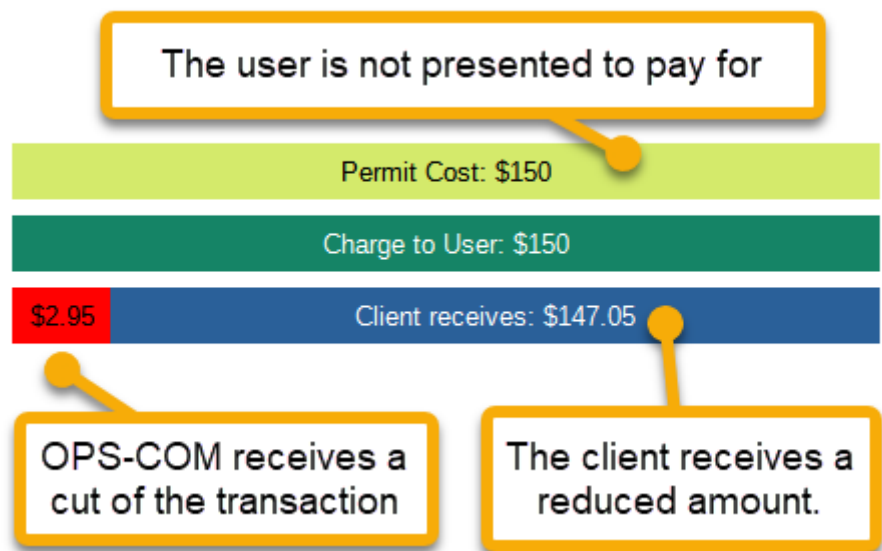 The user is not presented to pay for
Permit Cost: $150
Charge to User: $150
$2.95
Client receives: $147.05
OPS-COM receives a
cut of the transaction
The client receives a
reduced amount.